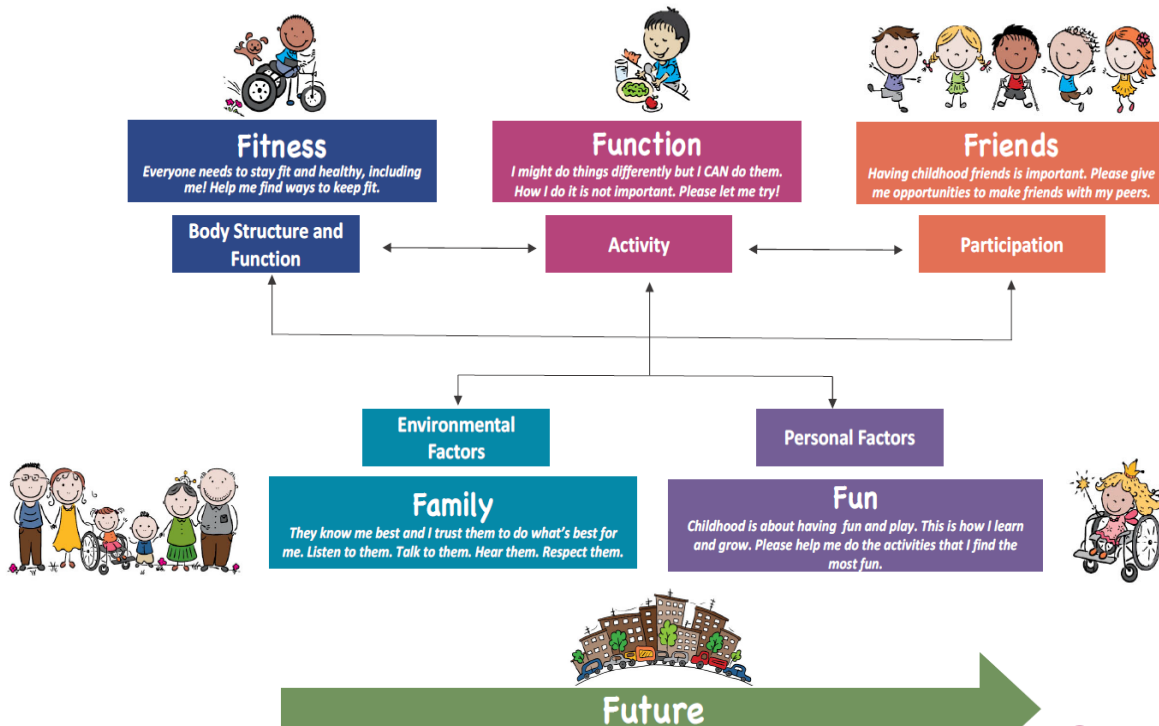 Fitness
Everyone needs to stay fit and healthy, including
me! Help me find ways to keep fit.
Function
I might do things differently but I CAN do them.
How I do it is not important. Please let me try!
Friends
Having childhood friends is important. Please give
me opportunities to make friends with my peers.
Body Structure and
Function
Activity
Participation
Environmental
Factors
Personal Factors
Family
They know me best and I trust them to do what's best for
me. Listen to them. Talk to them. Hear them. Respect them.
Fun
Childhood is about having fun and play. This is how I learn
and grow. Please help me do the activities that I find the
most fun.
Future